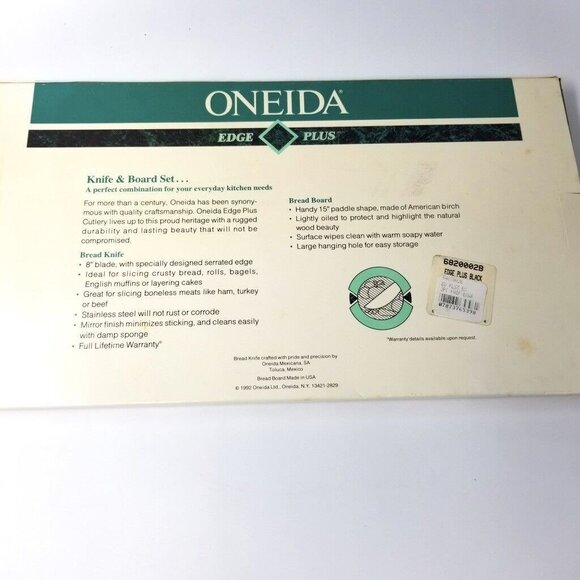 ONEIDA®
EDGE PLUS™
Knife & Board Set . . .
A perfect combination for your everyday kitchen needs
For more than a century, Oneida has been synony-
mous with quality craftsmanship. Oneida Edge Plus
Cutlery lives up to this proud heritage with a rugged
durability and lasting beauty that will not be
compromised.
Bread Knife
• 8" blade, with specially designed serrated edge
• Ideal for slicing crusty bread, rolls, bagels,
English muffins or layering cakes
• Great for slicing boneless meats like ham, turkey
or beef
• Stainless steel will not rust or corrode
• Mirror finish minimizes sticking, and cleans easily
with damp sponge
• Full Lifetime Warranty*
Bread Board
• Handy 15" paddle shape, made of American birch
• Lightly oiled to protect and highlight the natural
wood beauty
• Surface wipes clean with warm soapy water
• Large hanging hole for easy storage
6820002B
EDGE PLUS BLACK
*Warranty details available upon request.
Bread Knife crafted with pride and precision by
Oneida Mexicana, SA
Toluca, Mexico
Bread Board Made in USA
© 1992 Oneida Ltd., Oneida, N.Y. 13421-2829